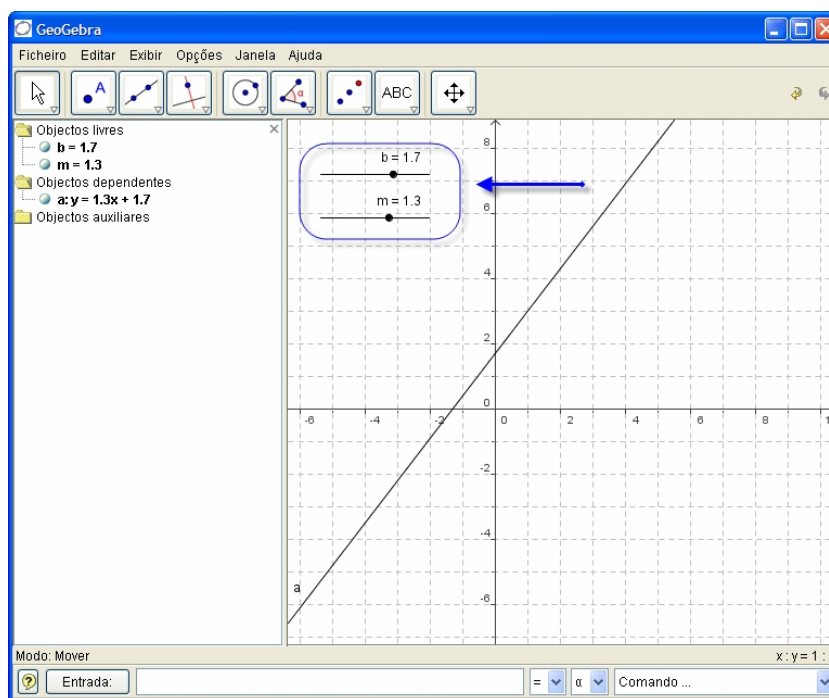 GeoGebra
Ficheiro Editar Exibir Opções Janela Ajuda
A
α
ABC
Objectos livres
b = 1.7
m = 1.3
Objectos dependentes
a: y = 1.3x + 1.7
Objectos auxiliares
b = 1.7
m = 1.3
8
6
4
2
0
-6 -4 -2 0 2 4 6 8 1
-2
-4
-6
a
Modo: Mover
x : y = 1 :
Entrada:
= α Comando ...